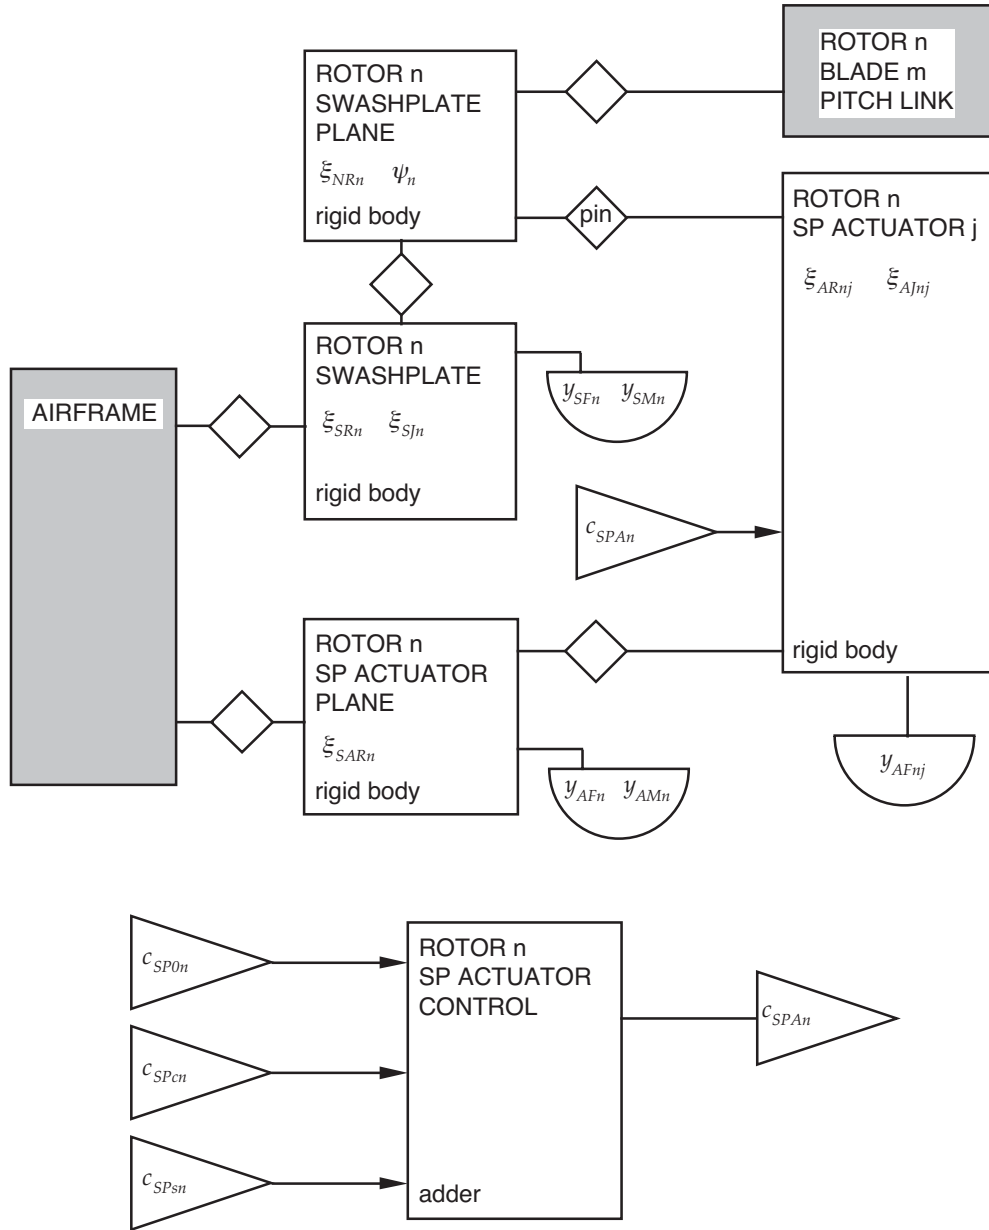 ROTOR n
BLADE m
PITCH LINK
ROTOR n
SWASHPLATE
PLANE
ξ_NRn ψ_n
rigid body
pin
ROTOR n
SP ACTUATOR j
ξ_ARnj ξ_AJnj
rigid body
ROTOR n
SWASHPLATE
ξ_SRn ξ_SJn
rigid body
y_SFn y_SMn
AIRFRAME
c_SPAn
ROTOR n
SP ACTUATOR
PLANE
ξ_SARn
rigid body
y_AFn y_AMn
y_AFnj
c_SP0n
c_SPcn
c_SPsn
ROTOR n
SP ACTUATOR
CONTROL
adder
c_SPAn